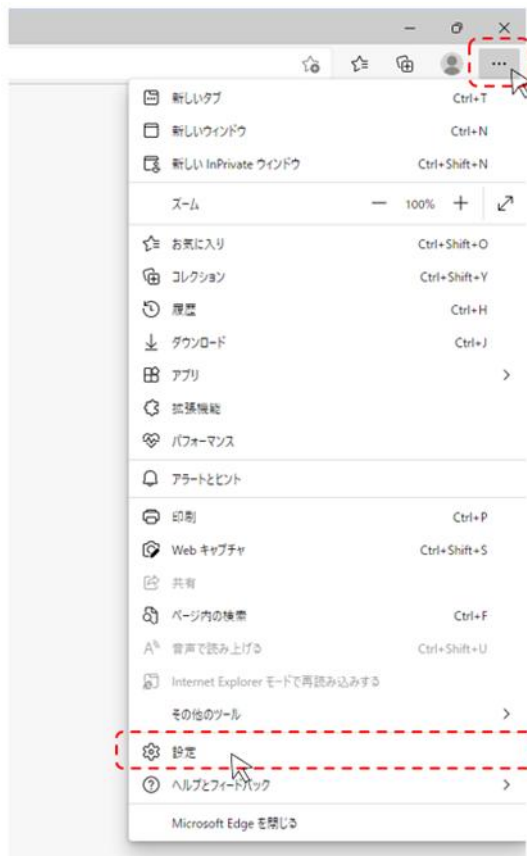 新しいタブ Ctrl+T
新しいウィンドウ Ctrl+N
新しい InPrivate ウィンドウ Ctrl+Shift+N
ズーム — 100% +
お気に入り Ctrl+Shift+O
コレクション Ctrl+Shift+Y
履歴 Ctrl+H
ダウンロード Ctrl+J
アプリ
拡張機能
パフォーマンス
アラートとヒント
印刷 Ctrl+P
Web キャプチャ Ctrl+Shift+S
共有
ページ内の検索 Ctrl+F
音声で読み上げる Ctrl+Shift+U
Internet Explorer モードで再読み込みする
その他のツール
設定
ヘルプとフィードバック
Microsoft Edge を閉じる